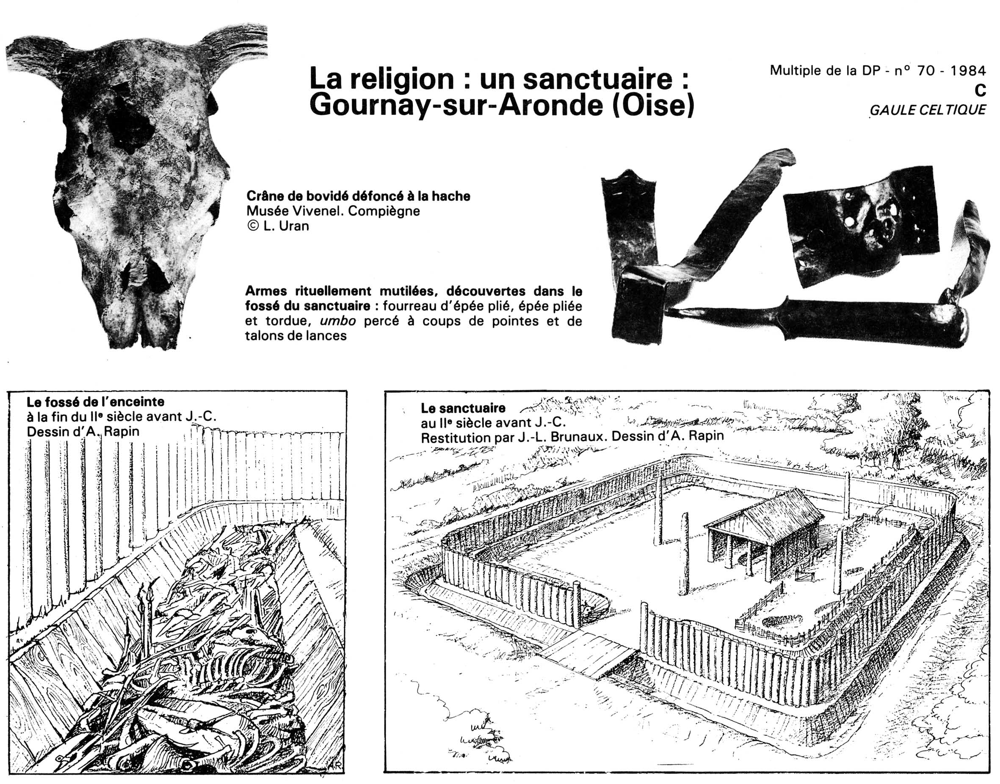 La religion : un sanctuaire :
Gournay-sur-Aronde (Oise)
Multiple de la DP - nº 70 - 1984
C
GAULE CELTIQUE
Crâne de bovidé défoncé à la hache
Musée Vivenel. Compiègne
© L. Uran
Armes rituellement mutilées, découvertes dans le
fossé du sanctuaire : fourreau d'épée plié, épée pliée
et tordue, umbo percé à coups de pointes et de
talons de lances
Le fossé de l'enceinte
à la fin du IIe siècle avant J.-C.
Dessin d'A. Rapin
A.R.
Le sanctuaire
au IIe siècle avant J.-C.
Restitution par J.-L. Brunaux. Dessin d'A. Rapin